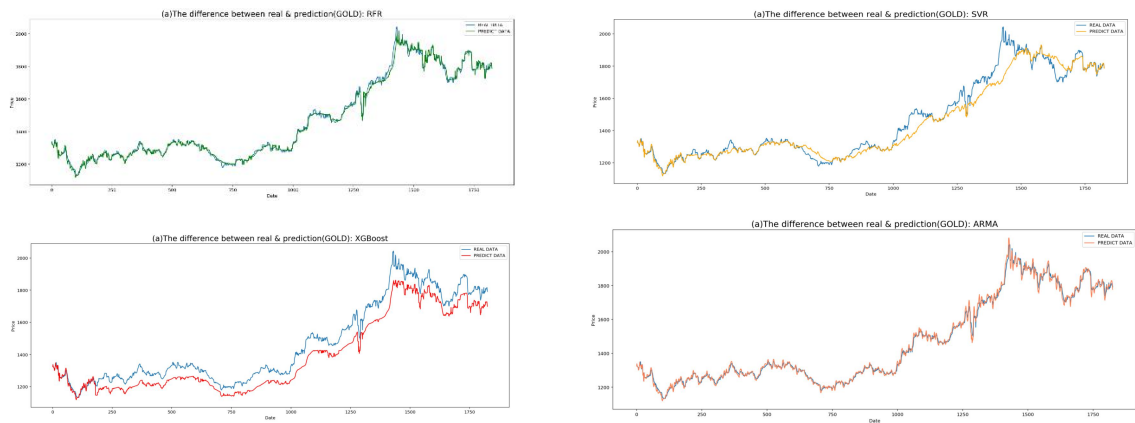 (a)The difference between real & prediction(GOLD): RFR
REAL DATA
PREDICT DATA
2000
1800
1600
1400
1200
Price
0
250
500
750
1000
1250
1500
1750
Date
(a)The difference between real & prediction(GOLD): SVR
REAL DATA
PREDICT DATA
2000
1800
1600
1400
1200
Price
0
250
500
750
1000
1250
1500
1750
Date
(a)The difference between real & prediction(GOLD): XGBoost
REAL DATA
PREDICT DATA
2000
1800
1600
1400
1200
Price
0
250
500
750
1000
1250
1500
1750
Date
(a)The difference between real & prediction(GOLD): ARMA
REAL DATA
PREDICT DATA
2000
1800
1600
1400
1200
Price
0
250
500
750
1000
1250
1500
1750
Date